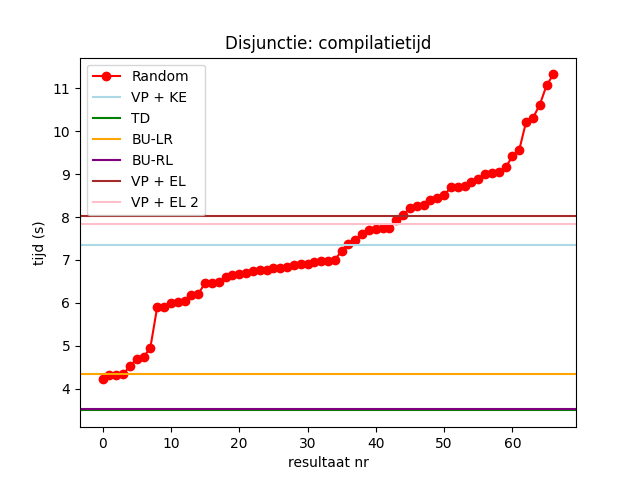 Disjunctie: compilatietijd
Random
VP + KE
TD
BU-LR
BU-RL
VP + EL
VP + EL 2
tijd (s)
11
10
9
8
7
6
5
4
0
10
20
30
40
50
60
resultaat nr